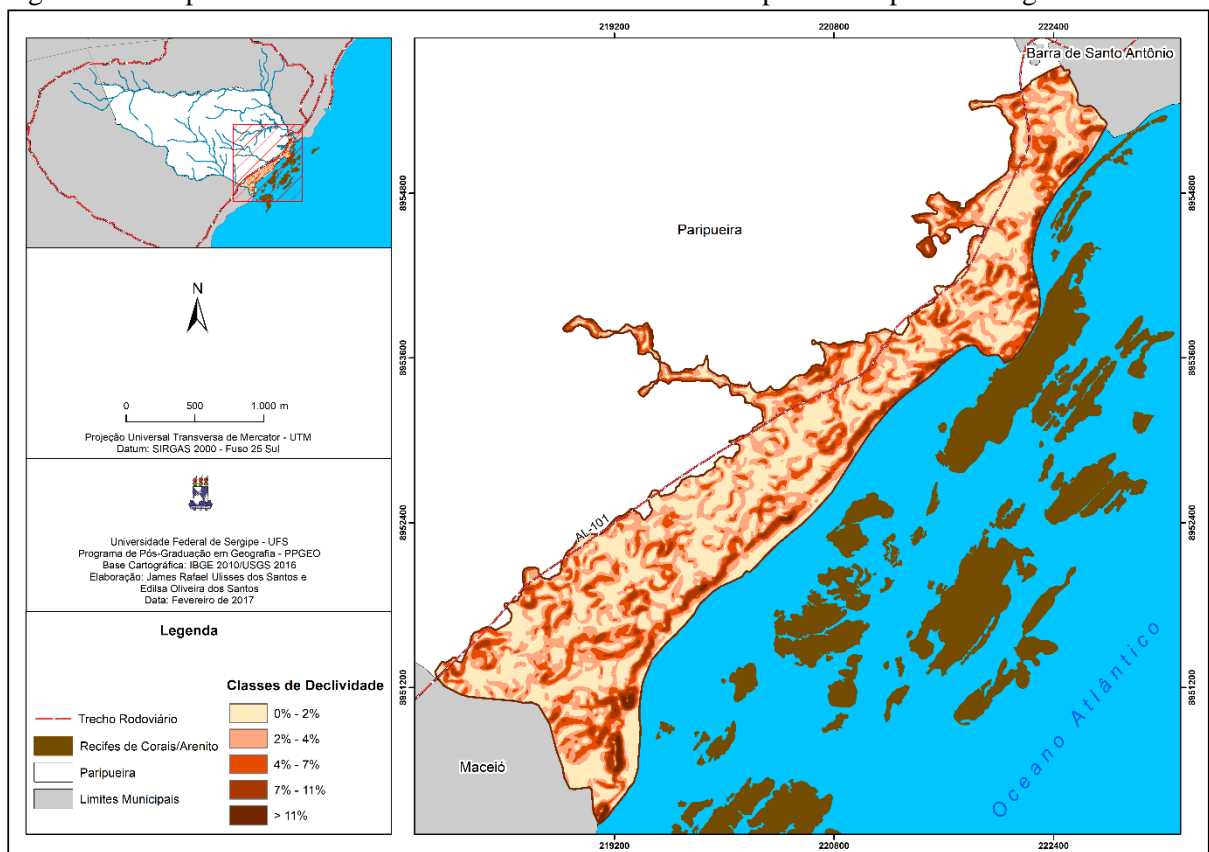 219200
220800
222400
Barra de Santo Antônio
8954800
8954800
Paripueira
N
8953600
8953600
0 500 1.000 m
Projeção Universal Transversa de Mercator - UTM
Datum: SIRGAS 2000 - Fuso 25 Sul
8952400
8952400
AL-101
Universidade Federal de Sergipe - UFS
Programa de Pós-Graduação em Geografia - PPGEO
Base Cartográfica: IBGE 2010/USGS 2016
Elaboração: James Rafael Ulisses dos Santos e
Edilsa Oliveira dos Santos
Data: Fevereiro de 2017
Legenda
Classes de Declividade
Trecho Rodoviário
Recifes de Corais/Arenito
Paripueira
Limites Municipais
0% - 2%
2% - 4%
4% - 7%
7% - 11%
> 11%
8951200
8951200
Maceió
Oceano Atlântico
219200
220800
222400